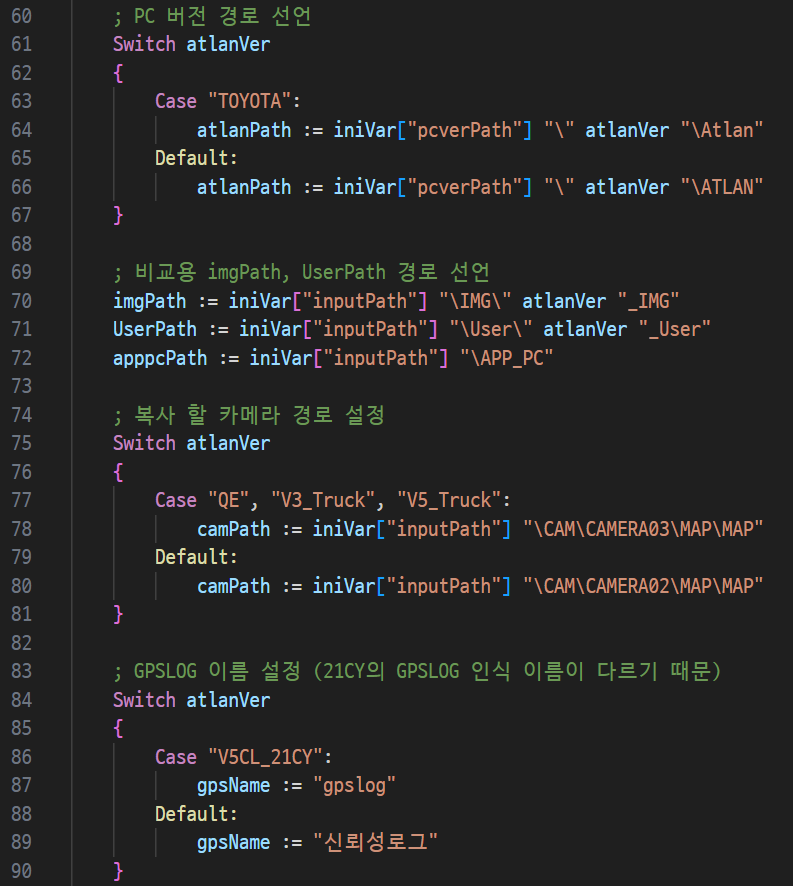 60 ; PC 버전 경로 선언
61 Switch atlanVer
62 {
63 Case "TOYOTA":
64 atlanPath := iniVar["pcverPath"] "\" atlanVer "\Atlan"
65 Default:
66 atlanPath := iniVar["pcverPath"] "\" atlanVer "\ATLAN"
67 }
68
69 ; 비교용 imgPath, UserPath 경로 선언
70 imgPath := iniVar["inputPath"] "\IMG\" atlanVer "_IMG"
71 UserPath := iniVar["inputPath"] "\User\" atlanVer "_User"
72 apppcPath := iniVar["inputPath"] "\APP_PC"
73
74 ; 복사 할 카메라 경로 설정
75 Switch atlanVer
76 {
77 Case "QE", "V3_Truck", "V5_Truck":
78 camPath := iniVar["inputPath"] "\CAM\CAMERA03\MAP\MAP"
79 Default:
80 camPath := iniVar["inputPath"] "\CAM\CAMERA02\MAP\MAP"
81 }
82
83 ; GPSLOG 이름 설정 (21CY의 GPSLOG 인식 이름이 다르기 때문)
84 Switch atlanVer
85 {
86 Case "V5CL_21CY":
87 gpsName := "gpslog"
88 Default:
89 gpsName := "신뢰성로그"
90 }